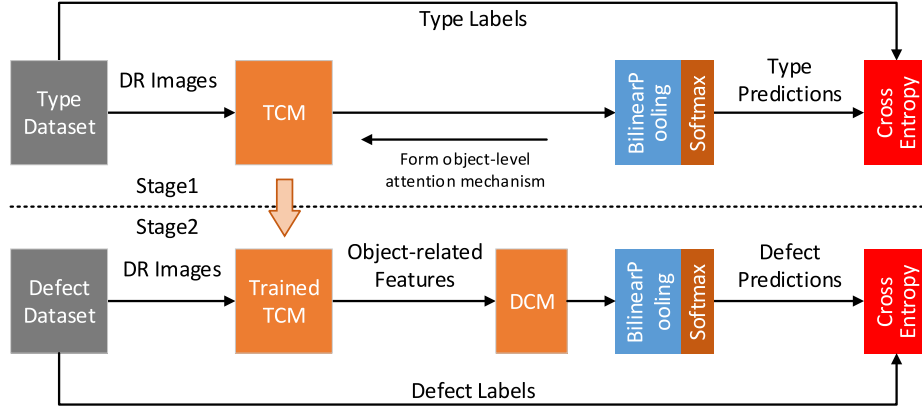 Type Labels
Type
Dataset
DR Images
TCM
BilinearP
ooling
Softmax
Type
Predictions
Cross
Entropy
Form object-level
attention mechanism
Stage1
Stage2
Defect
Dataset
DR Images
Trained
TCM
Object-related
Features
DCM
BilinearP
ooling
Softmax
Defect
Predictions
Cross
Entropy
Defect Labels